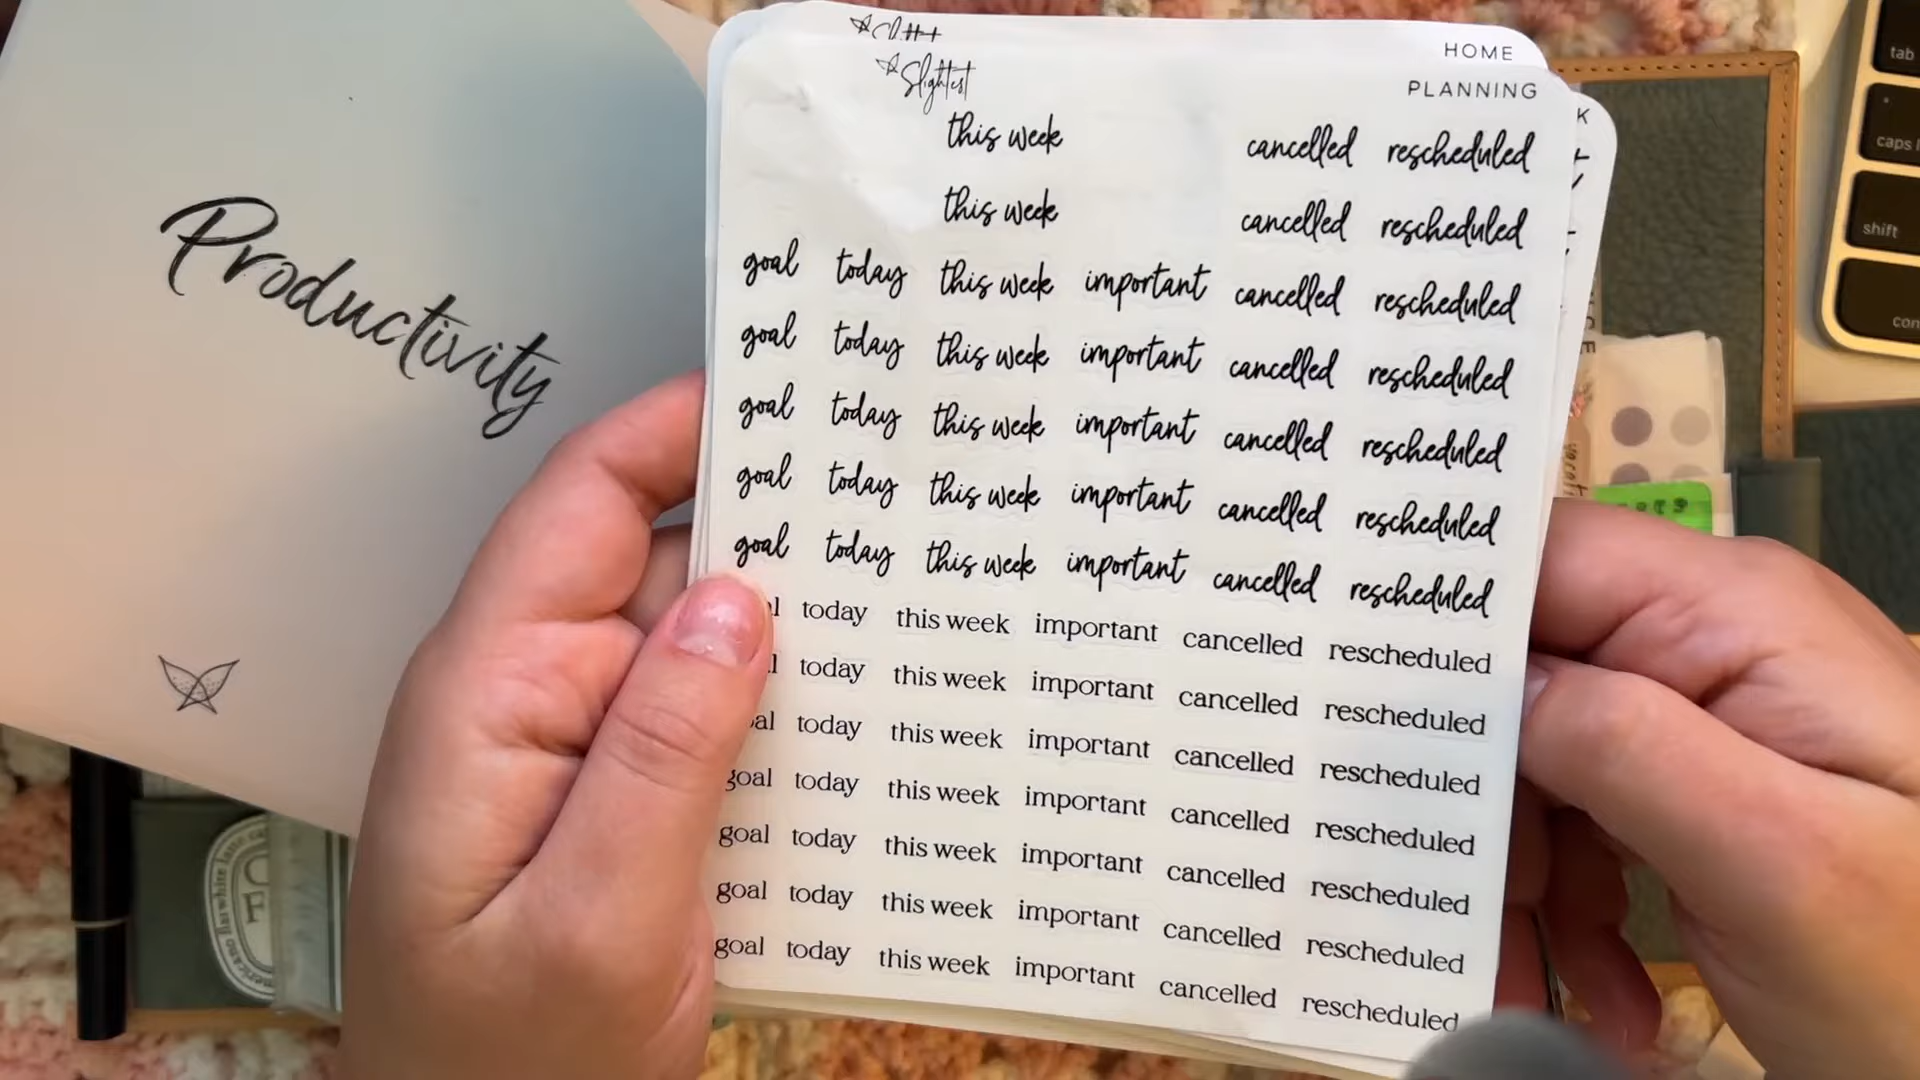 HOME
Slightest
PLANNING
K
this week cancelled rescheduled
this week cancelled rescheduled
goal today this week important cancelled rescheduled
goal today this week important cancelled rescheduled
goal today this week important cancelled rescheduled
goal today this week important cancelled rescheduled
goal today this week important cancelled rescheduled
today this week important cancelled rescheduled
today this week important cancelled rescheduled
today this week important cancelled rescheduled
goal today this week important cancelled rescheduled
goal today this week important cancelled rescheduled
goal today this week important cancelled rescheduled
goal today this week important cancelled rescheduled
Productivity
tab
caps
shift
con